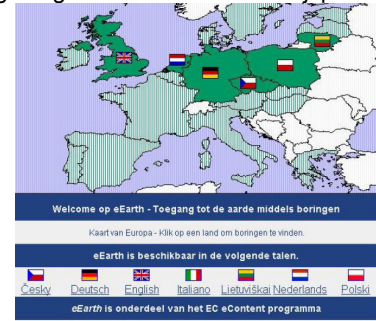 Welcome op eEarth - Toegang tot de aarde middels boringen
Kaart van Europa - Klik op een land om boringen te vinden.
eEarth is beschikbaar in de volgende talen.
Česky Deutsch English Italiano Lietuvškai Nederlands Polski
eEarth is onderdeel van het EC eContent programma